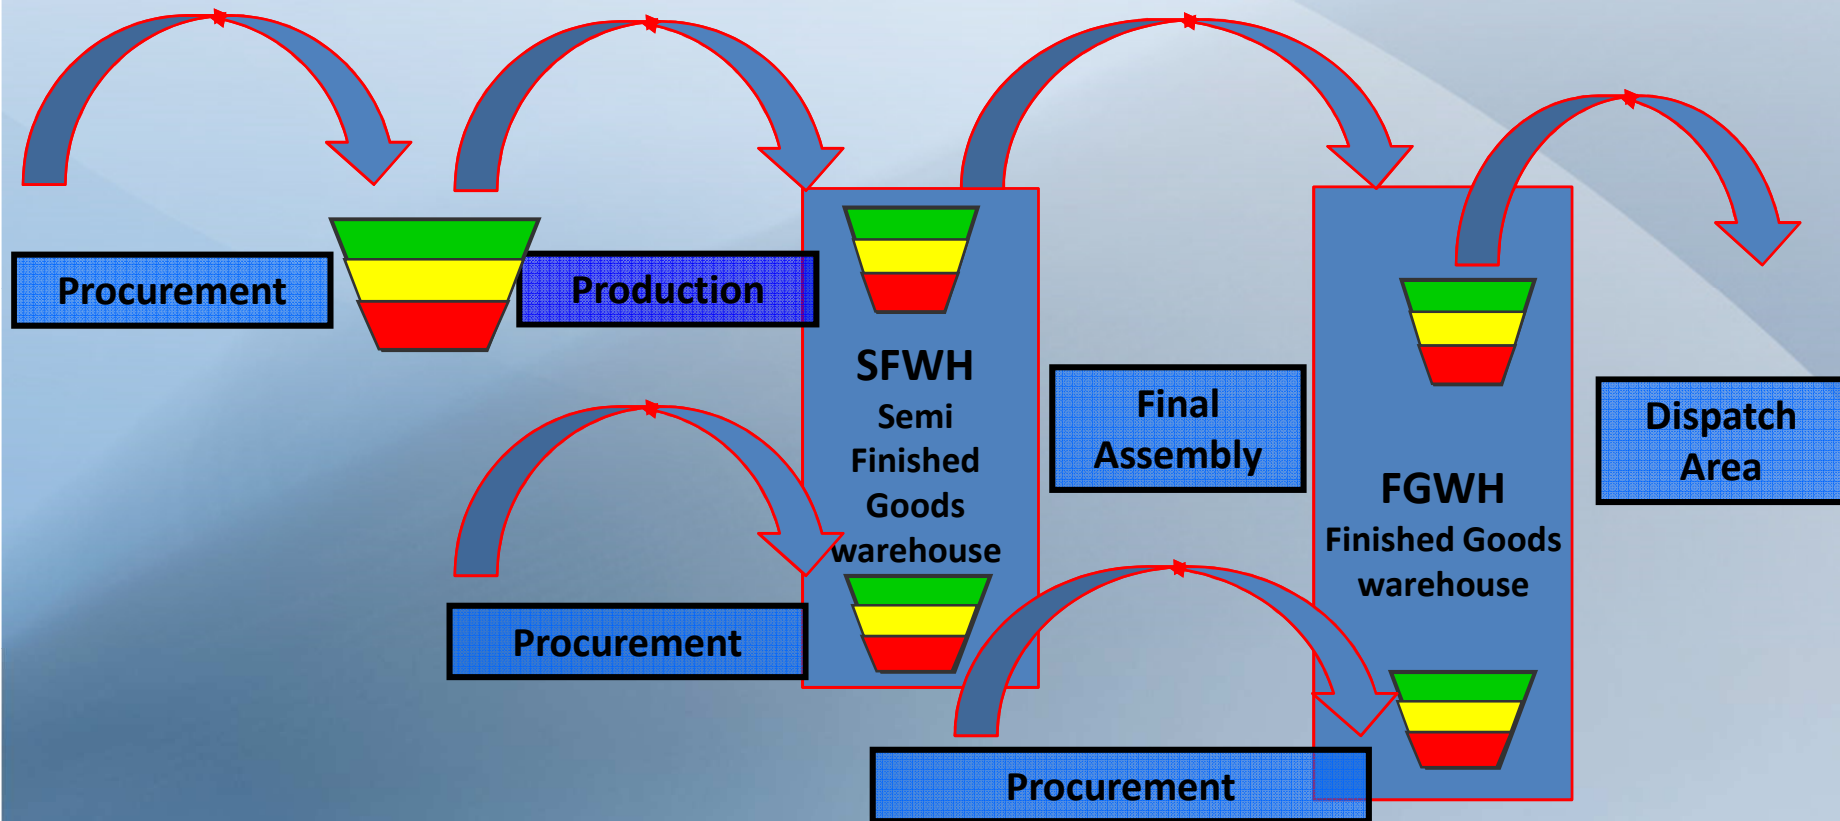 Procurement
Production
SFWH
Semi
Finished
Goods
warehouse
Final
Assembly
FGWH
Finished Goods
warehouse
Dispatch
Area
Procurement
Procurement